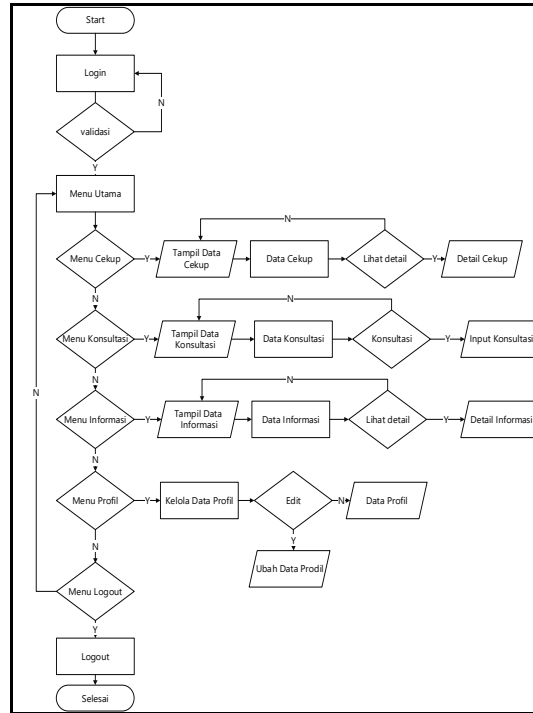 Start
Login
N
validasi
Y
Menu Utama
N
Menu Cekup
Y
Tampil Data
Cekup
Data Cekup
Lihat detail
Y
Detail Cekup
N
N
Menu Konsultasi
Y
Tampil Data
Konsultasi
Data Konsultasi
Konsultasi
Y
Input Konsultasi
N
N
N
Menu Informasi
Y
Tampil Data
Informasi
Data Informasi
Lihat detail
Y
Detail Informasi
N
Menu Profil
Y
Kelola Data Profil
Edit
N
Data Profil
N
Y
Ubah Data Prodil
Menu Logout
Y
Logout
Selesai